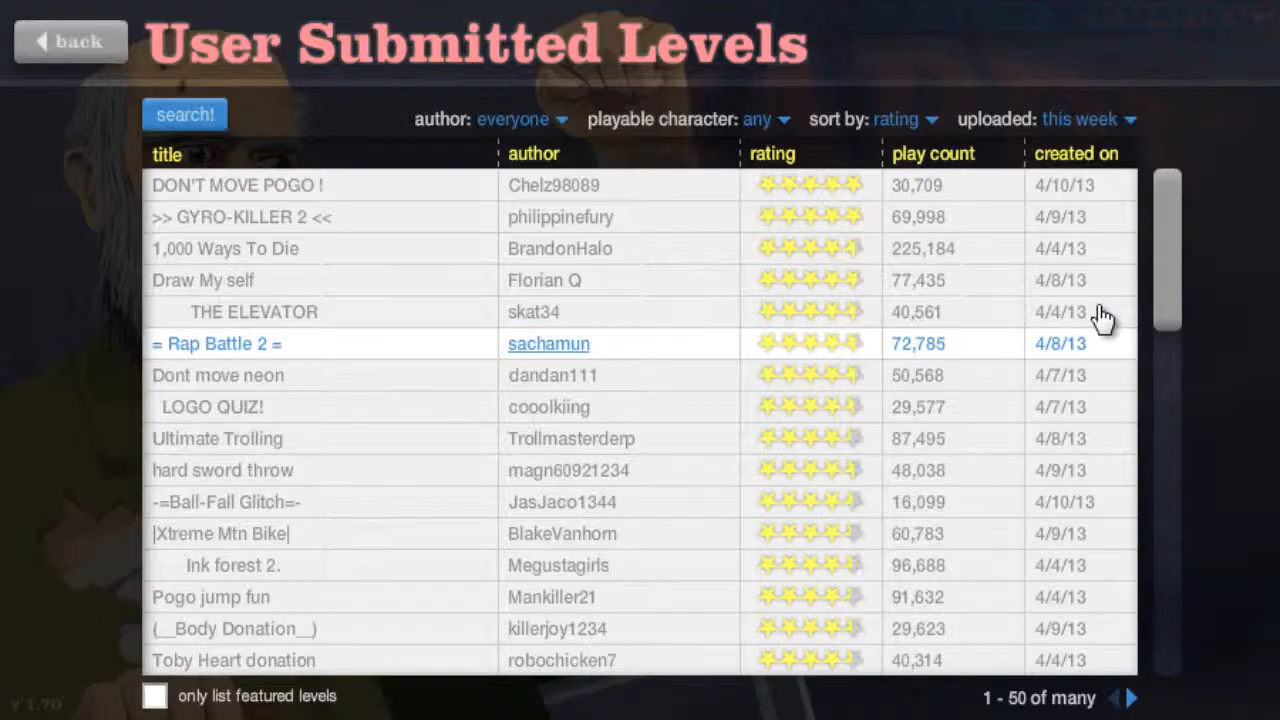 back
User Submitted Levels
search!
author: everyone playable character: any sort by: rating uploaded: this week
title author rating play count created on
DON'T MOVE POGO ! Chelz98089 30,709 4/10/13
>> GYRO-KILLER 2 << philippinefury 69,998 4/9/13
1,000 Ways To Die BrandonHalo 225,184 4/4/13
Draw My self Florian Q 77,435 4/8/13
THE ELEVATOR skat34 40,561 4/4/13
= Rap Battle 2 = sachamun 72,785 4/8/13
Dont move neon dandan111 50,568 4/7/13
LOGO QUIZ! cooolkiing 29,577 4/7/13
Ultimate Trolling Trollmasterderp 87,495 4/8/13
hard sword throw magn60921234 48,038 4/9/13
-=Ball-Fall Glitch=- JasJaco1344 16,099 4/10/13
|Xtreme Mtn Bike| BlakeVanhorn 60,783 4/9/13
Ink forest 2. Megustagirls 96,688 4/4/13
Pogo jump fun Mankiller21 91,632 4/4/13
(__Body Donation__) killerjoy1234 29,623 4/9/13
Toby Heart donation robochicken7 40,314 4/4/13
only list featured levels 1 - 50 of many
v 1.70